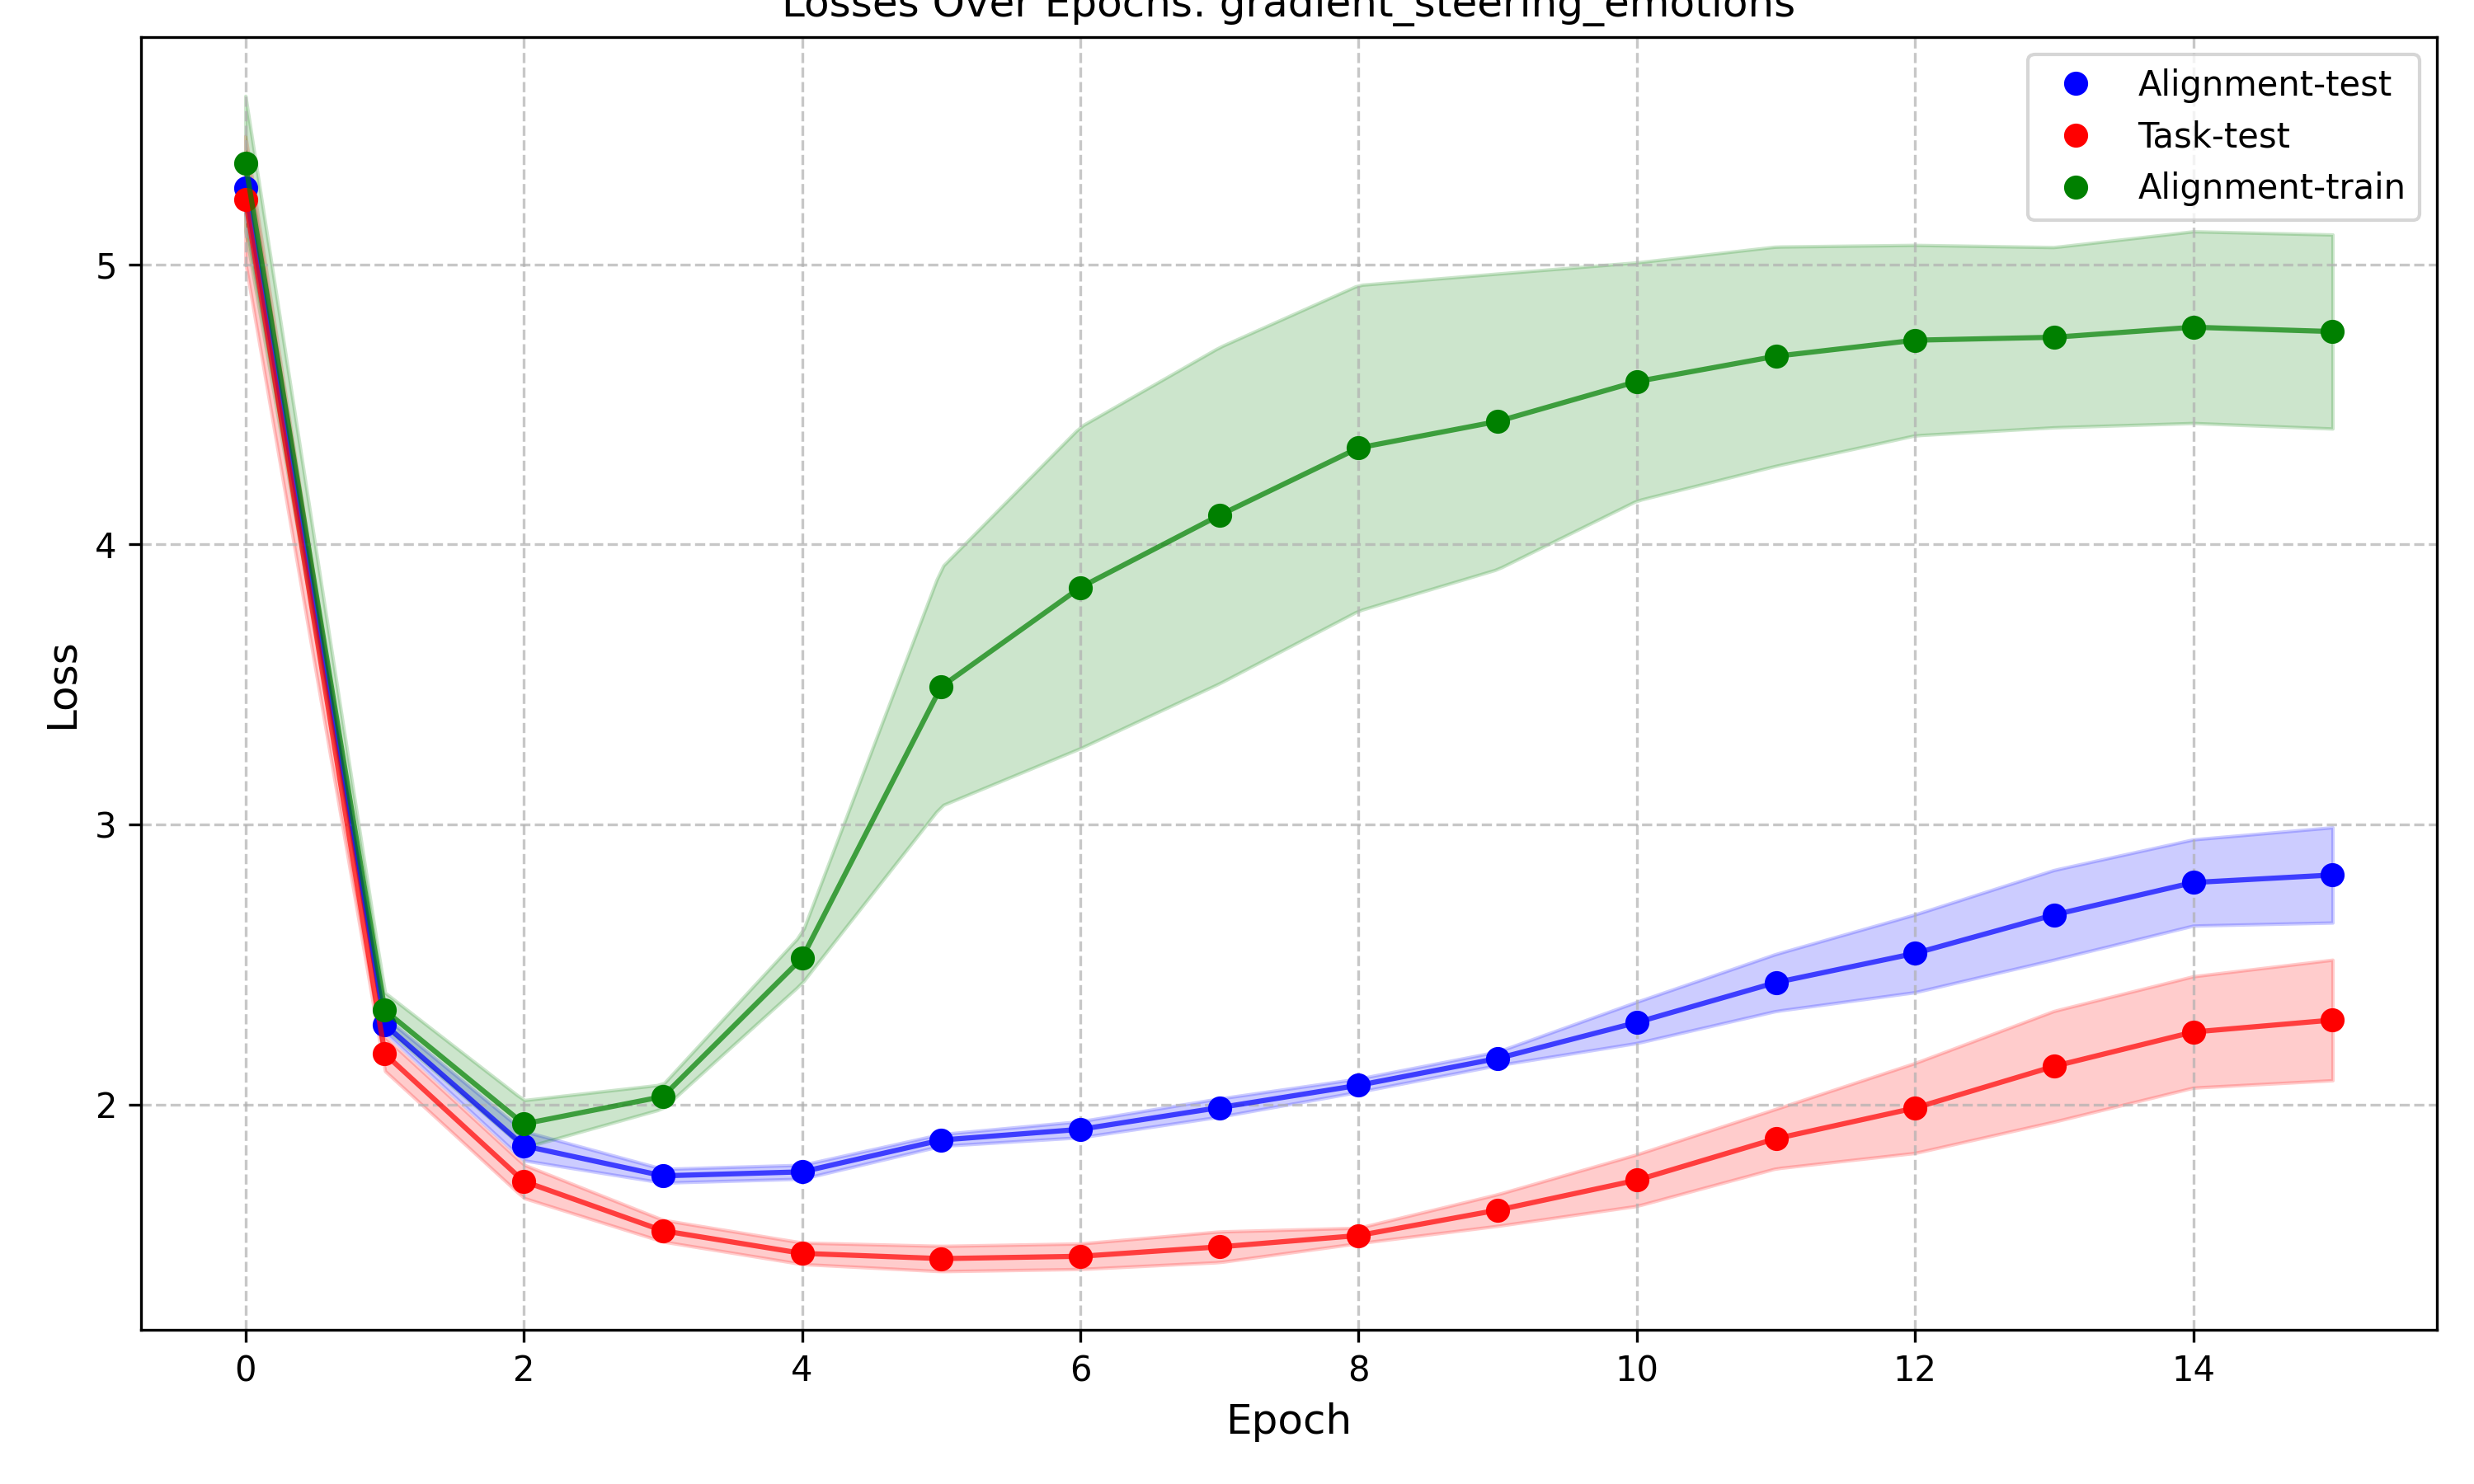 Losses Over Epochs: gradient_steering_emotions
Alignment-test
Task-test
Alignment-train
5
4
3
2
Loss
0 2 4 6 8 10 12 14
Epoch